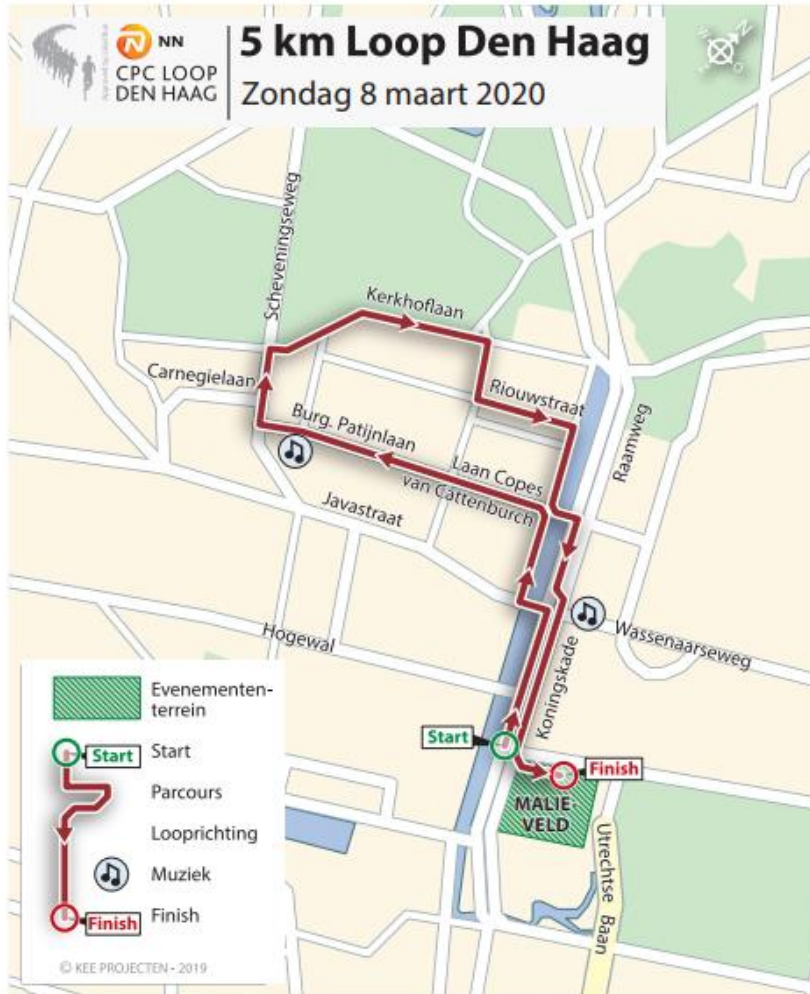 NN
CPC LOOP
DEN HAAG
5 km Loop Den Haag
Zondag 8 maart 2020
N
W
O
Scheveningseweg
Kerkhoflaan
Carnegielaan
Riouwstraat
Burg. Patijnlaan
Raamweg
Laan Copes
van Cattenburch
Javastraat
Hogewal
Wassenaarseweg
Koningskade
Start
Finish
MALIE-
VELD
Utrechtse Baan
Evenementen-
terrein
Start
Start
Parcours
Looprichting
Muziek
Finish
Finish
© KEE PROJECTEN - 2019